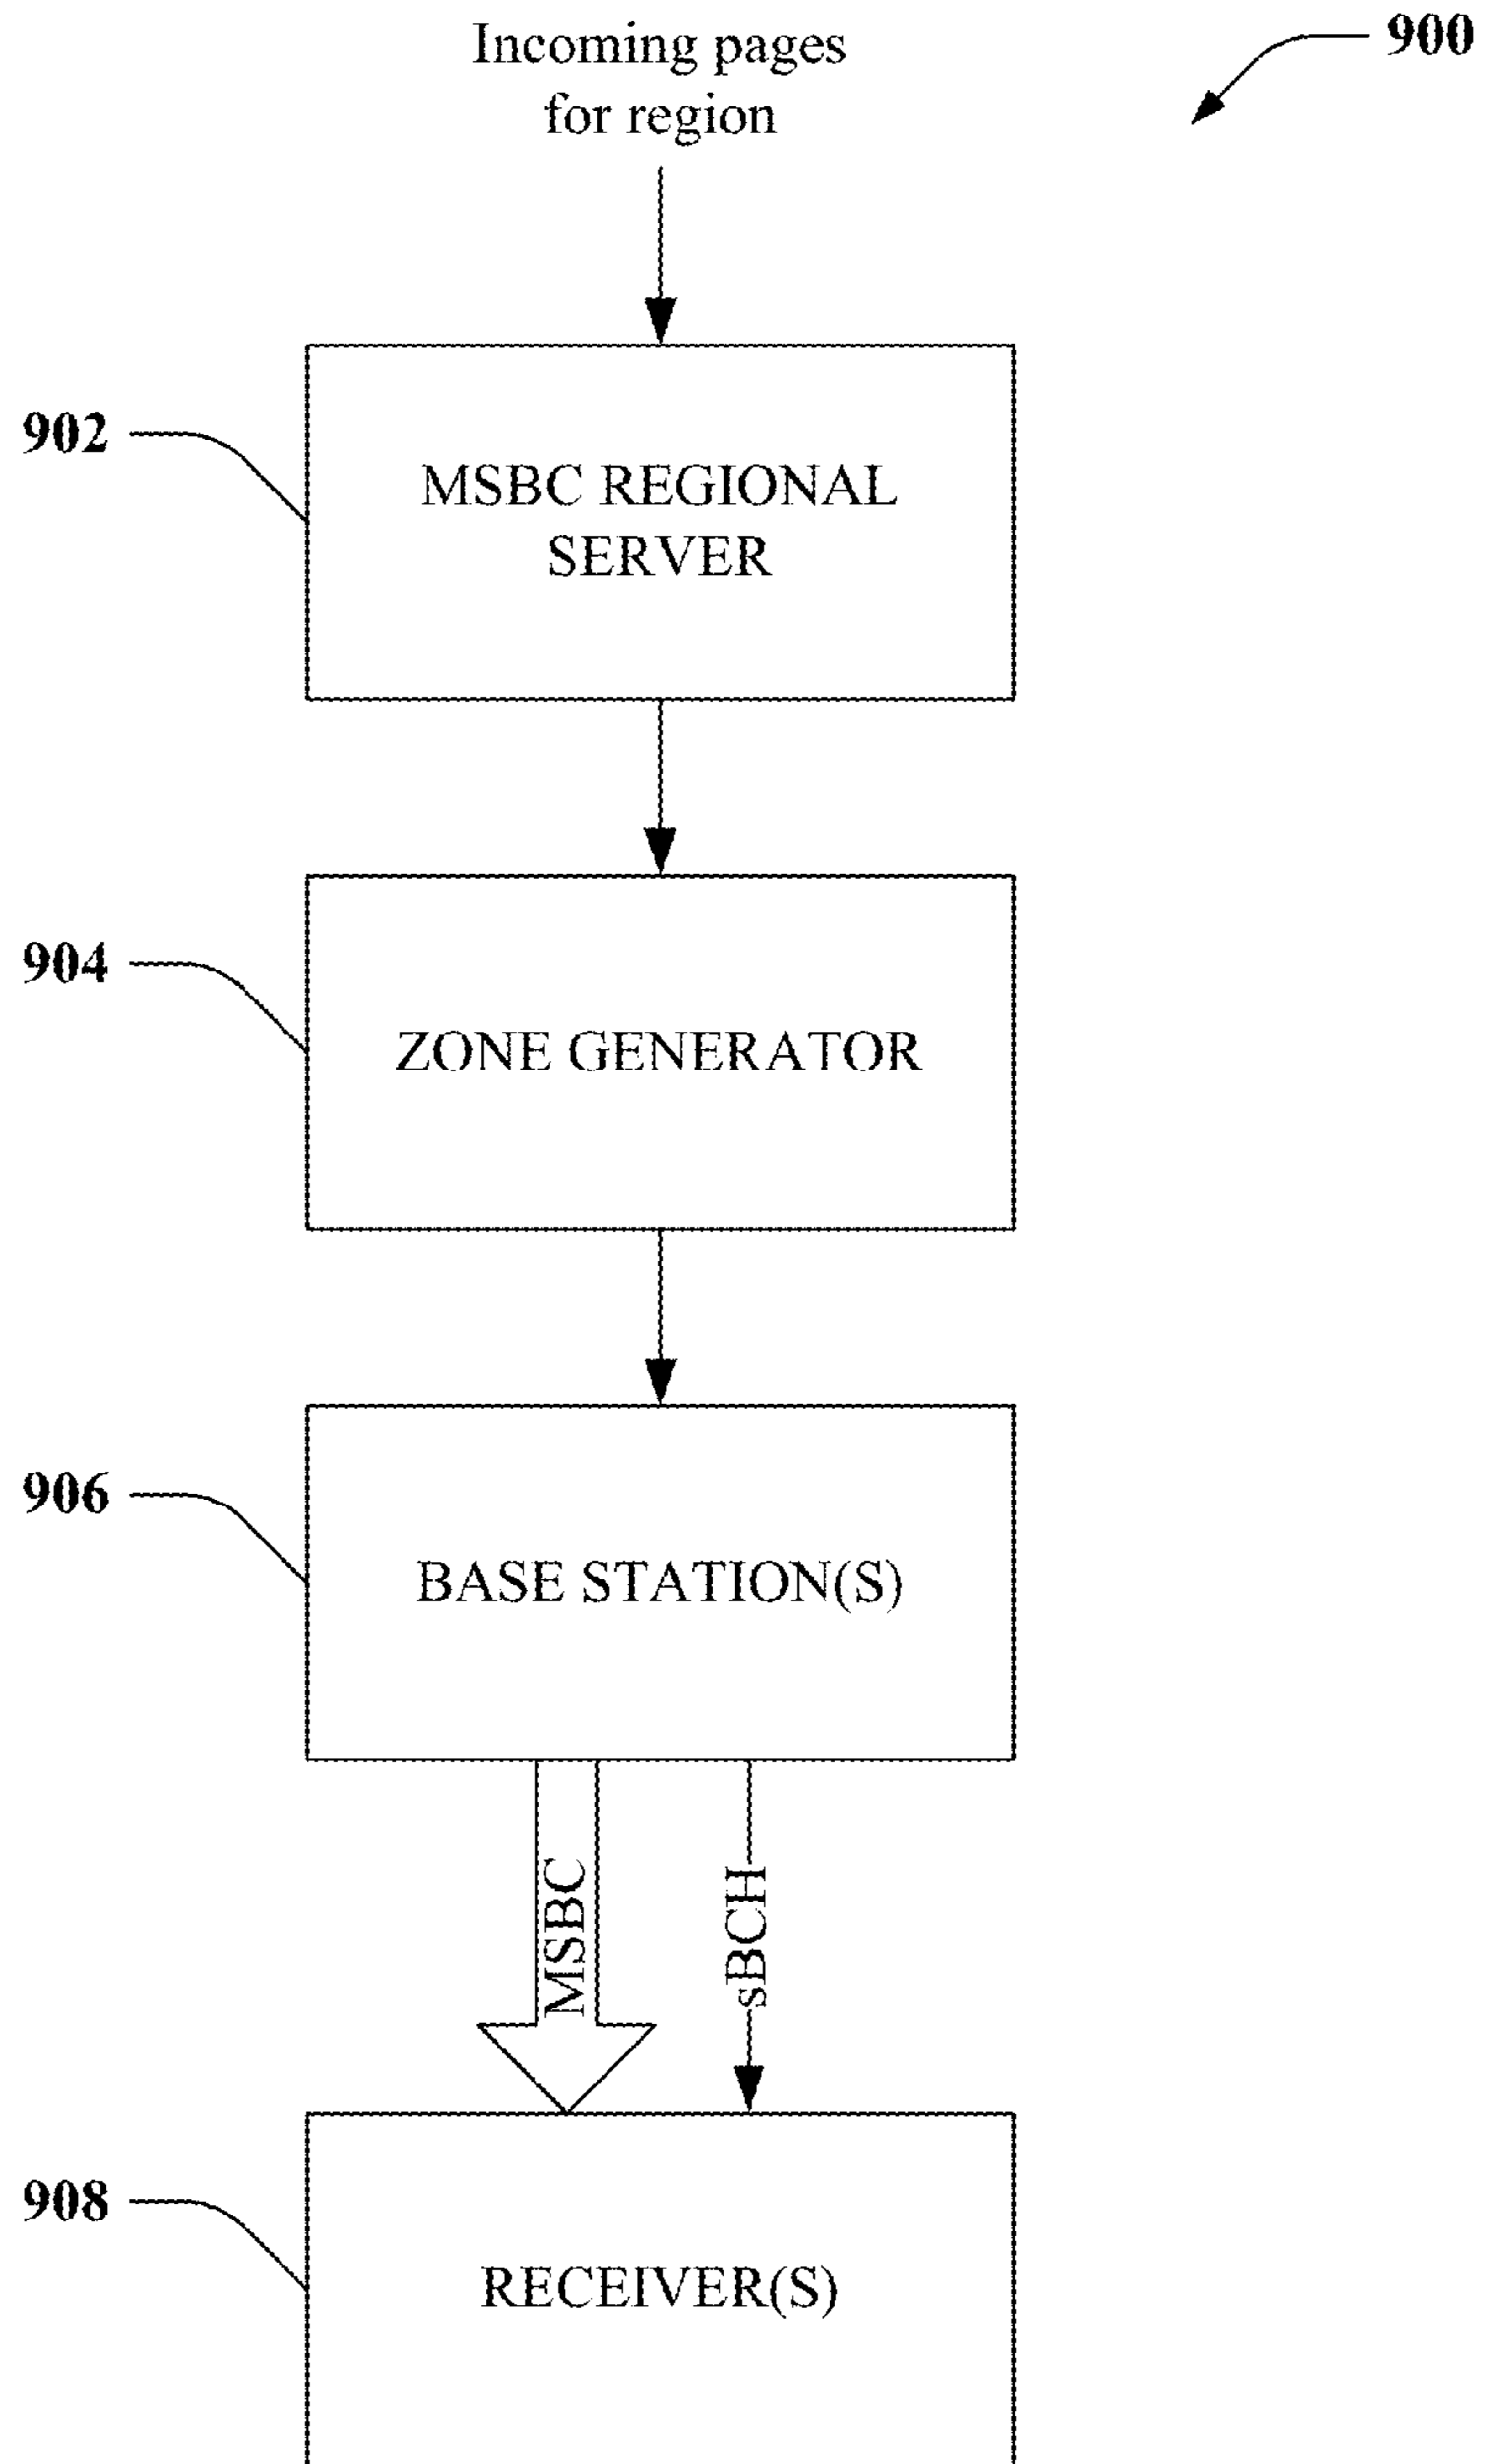 Incoming pages
for region
900
902
MSBC REGIONAL
SERVER
904
ZONE GENERATOR
906
BASE STATION(S)
MSBC
sBCH
908
RECEIVER(S)